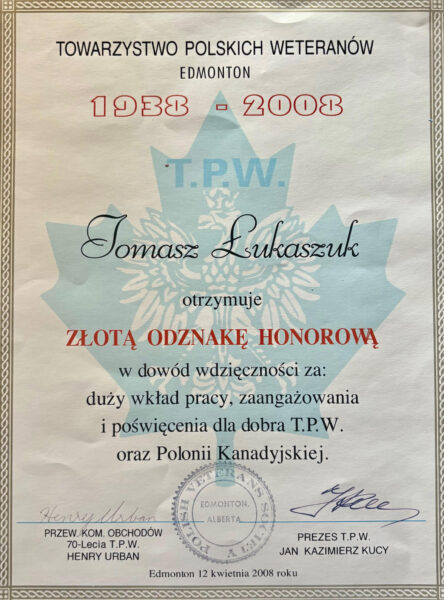 TOWARZYSTWO POLSKICH WETERANÓW
EDMONTON
1938 - 2008
T.P.W.
Tomasz Łukaszuk
otrzymuje
ZŁOTĄ ODZNAKĘ HONOROWĄ
w dowód wdzięczności za:
duży wkład pracy, zaangażowania
i poświęcenia dla dobra T.P.W.
oraz Polonii Kanadyjskiej.
POLISH VETERANS SOCIETY
EDMONTON,
ALBERTA
Henry Urban
PRZEW. KOM. OBCHODÓW
70-Lecia T.P.W.
HENRY URBAN
PREZES T.P.W.
JAN KAZIMIERZ KUCY
Edmonton 12 kwietnia 2008 roku